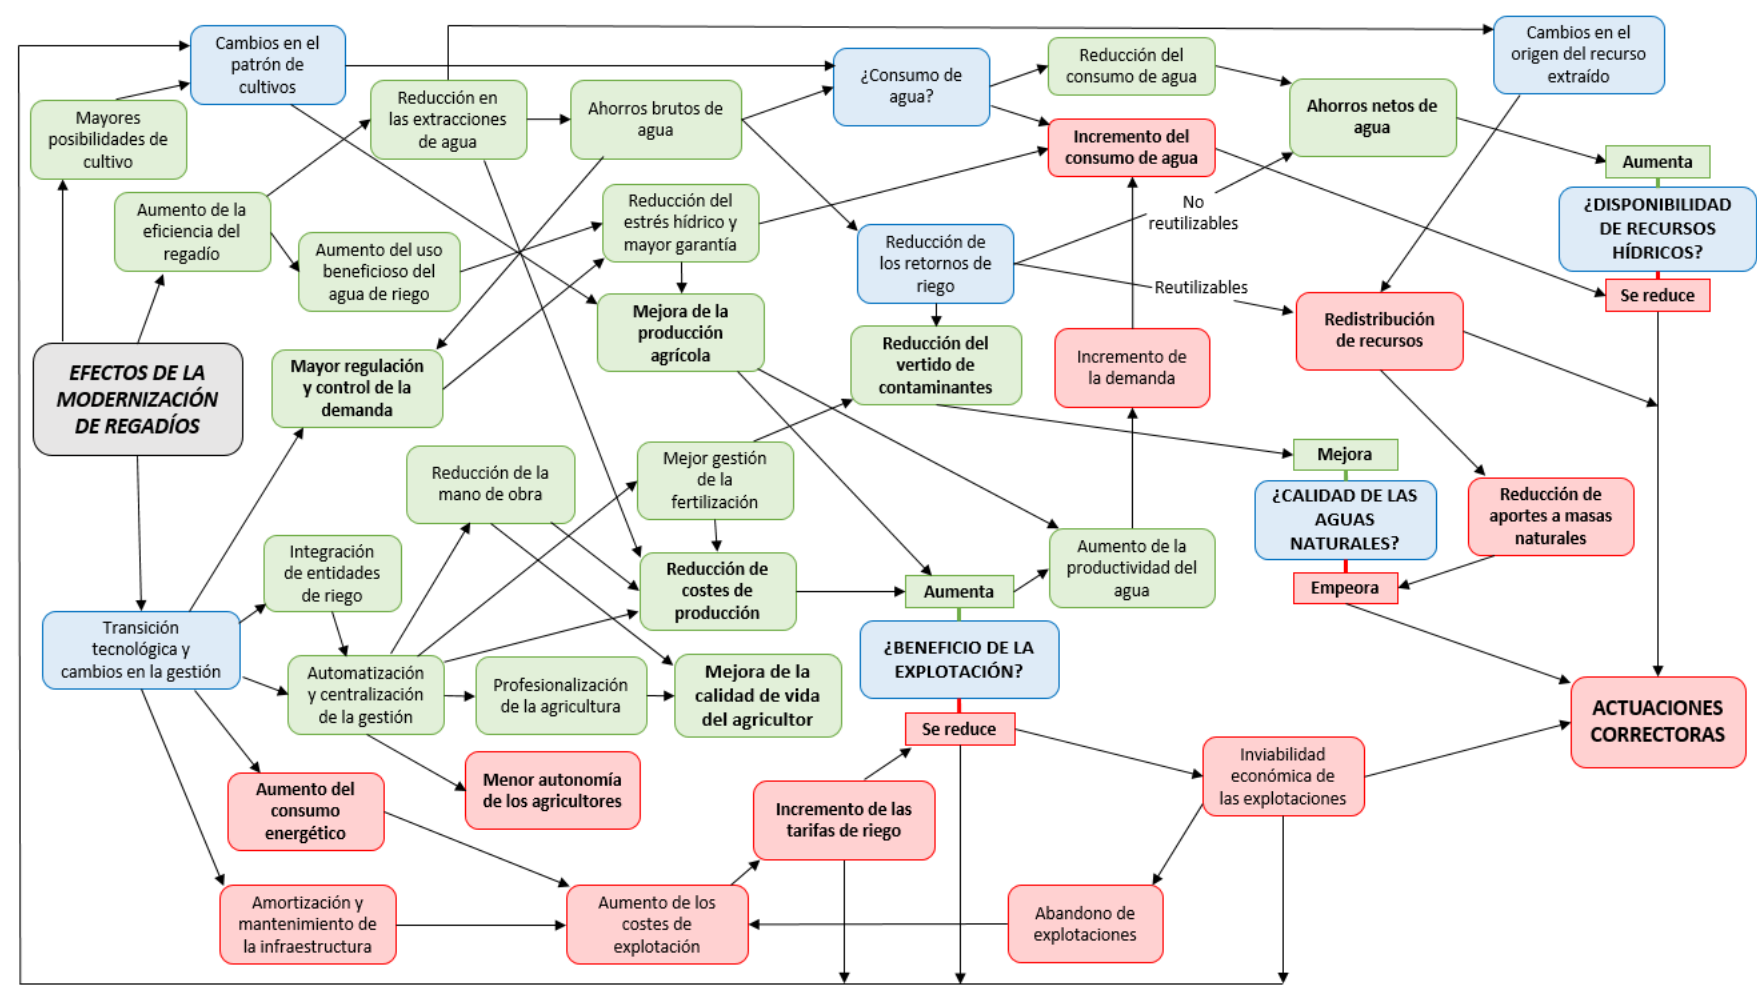 Cambios en el
patrón de
cultivos
Cambios en el
origen del recurso
extraído
¿Consumo de
agua?
Reducción del
consumo de agua
Mayores
posibilidades de
cultivo
Reducción en
las extracciones
de agua
Ahorros brutos de
agua
Ahorros netos de
agua
Incremento del
consumo de agua
Aumenta
¿DISPONIBILIDAD
DE RECURSOS
HÍDRICOS?
Se reduce
Aumento de la
eficiencia del
regadío
Reducción del
estrés hídrico y
mayor garantía
No
reutilizables
Aumento del uso
beneficioso del
agua de riego
Reducción de
los retornos de
riego
Reutilizables
Mejora de la
producción
agrícola
Redistribución
de recursos
Reducción del
vertido de
contaminantes
Incremento de
la demanda
EFECTOS DE LA
MODERNIZACIÓN
DE REGADÍOS
Mayor regulación
y control de la
demanda
Reducción de la
mano de obra
Mejor gestión
de la
fertilización
Mejora
¿CALIDAD DE LAS
AGUAS
NATURALES?
Empeora
Reducción de
aportes a masas
naturales
Integración
de entidades
de riego
Reducción de
costes de
producción
Aumenta
¿BENEFICIO DE LA
EXPLOTACIÓN?
Se reduce
Aumento de la
productividad del
agua
Transición
tecnológica y
cambios en la gestión
Automatización
y centralización
de la gestión
Profesionalización
de la agricultura
Mejora de la
calidad de vida
del agricultor
ACTUACIONES
CORRECTORAS
Aumento del
consumo
energético
Menor autonomía
de los agricultores
Incremento de las
tarifas de riego
Inviabilidad
económica de
las explotaciones
Amortización y
mantenimiento de
la infraestructura
Aumento de los
costes de
explotación
Abandono de
explotaciones